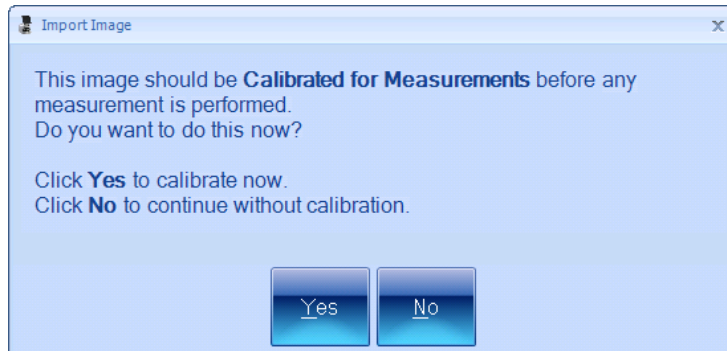 Import Image
This image should be Calibrated for Measurements before any
measurement is performed.
Do you want to do this now?
Click Yes to calibrate now.
Click No to continue without calibration.
Yes No